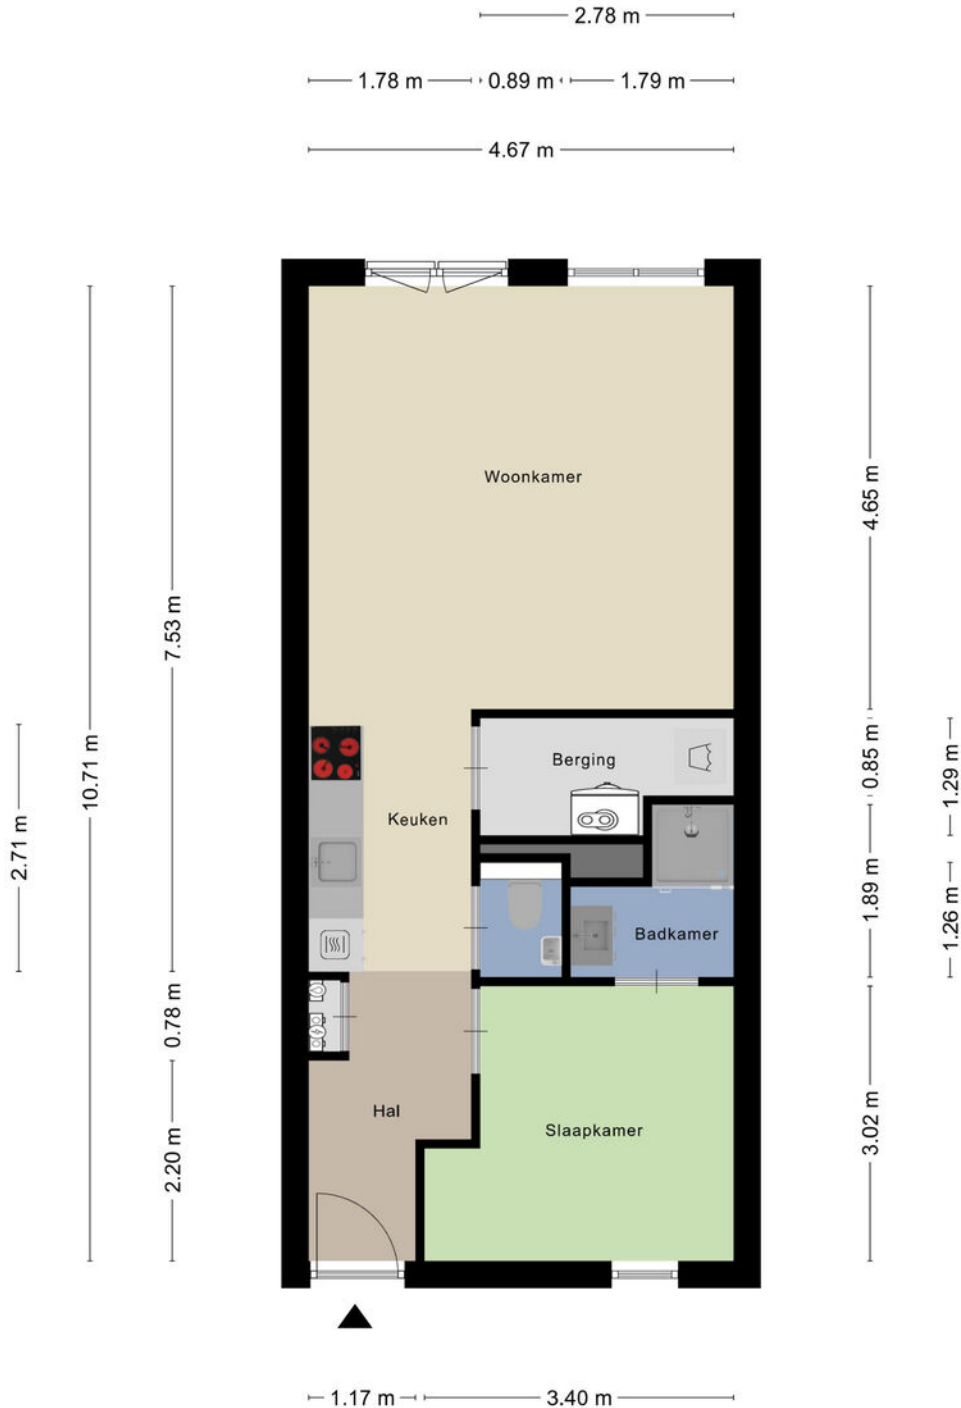 2.78 m
1.78 m
0.89 m
1.79 m
4.67 m
Woonkamer
4.65 m
7.53 m
10.71 m
2.71 m
Berging
0.85 m
1.29 m
Keuken
1.89 m
1.26 m
Badkamer
0.78 m
Hal
Slaapkamer
2.20 m
3.02 m
1.17 m
3.40 m